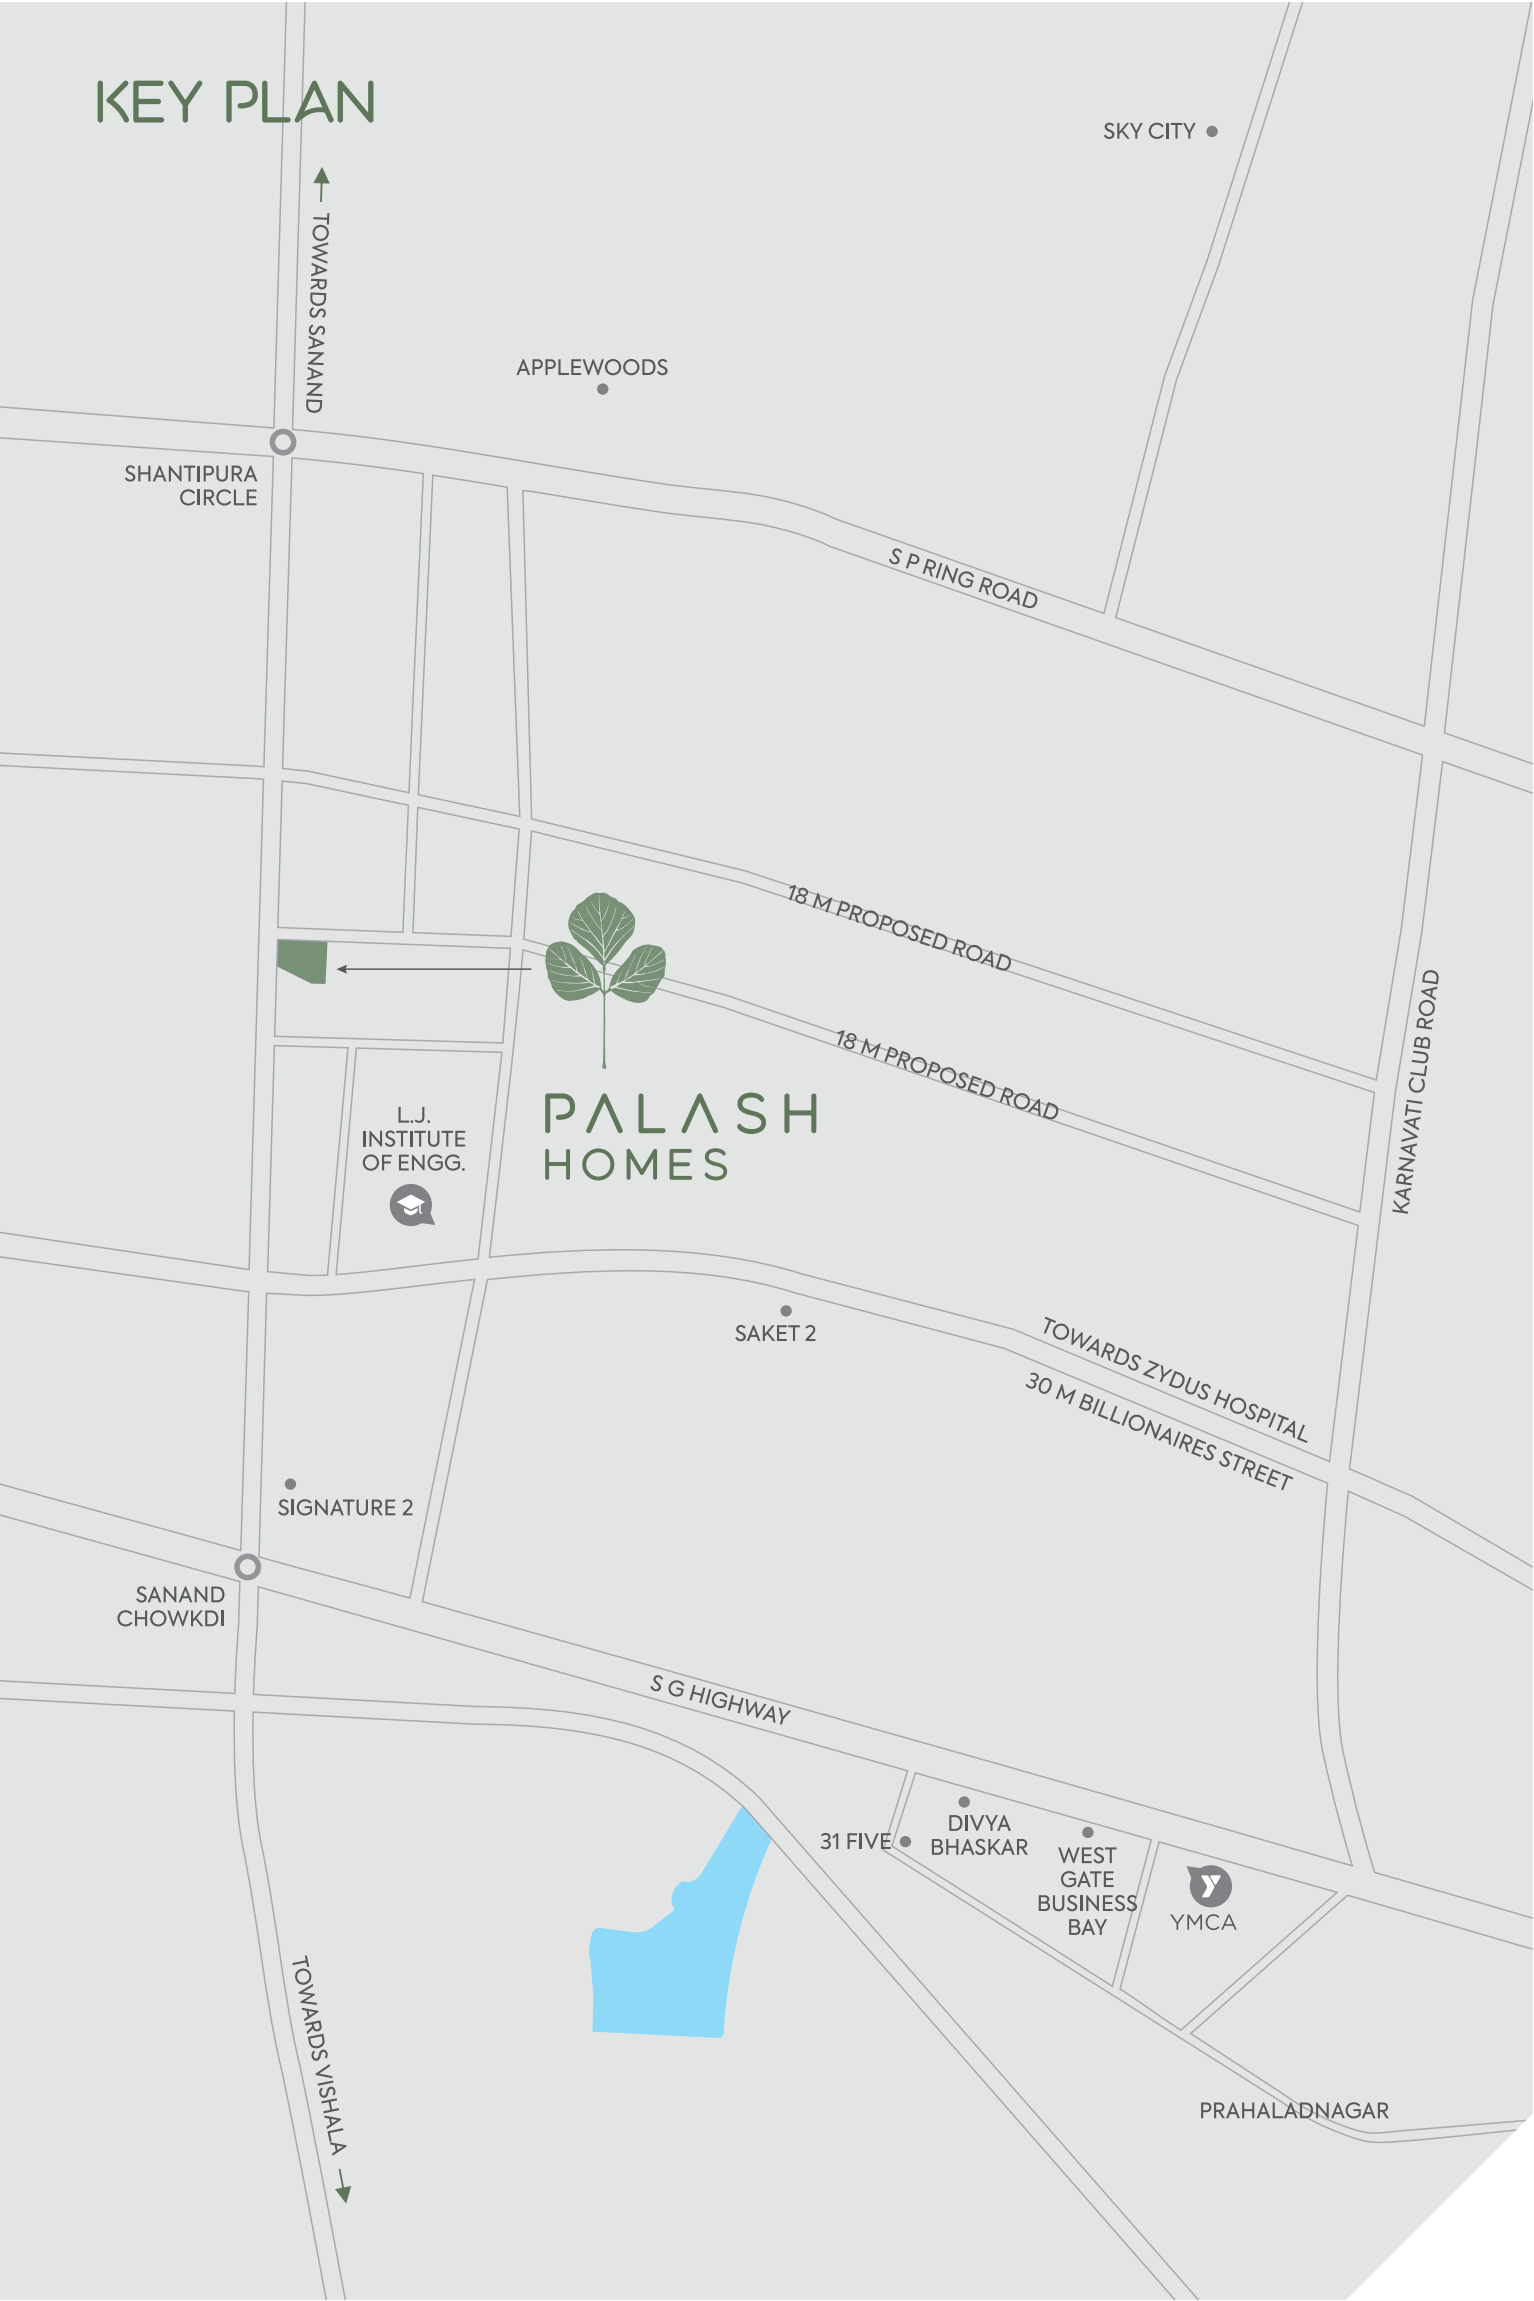 KEY PLAN
SKY CITY
TOWARDS SANAND
APPLEWOODS
SHANTIPURA
CIRCLE
S P RING ROAD
18 M PROPOSED ROAD
18 M PROPOSED ROAD
KARNAVATI CLUB ROAD
PALASH
HOMES
L.J.
INSTITUTE
OF ENGG.
SAKET 2
TOWARDS ZYDUS HOSPITAL
30 M BILLIONAIRES STREET
SIGNATURE 2
SANAND
CHOWKDI
S G HIGHWAY
31 FIVE
DIVYA
BHASKAR
WEST
GATE
BUSINESS
BAY
Y
YMCA
TOWARDS VISHALA
PRAHALADNAGAR